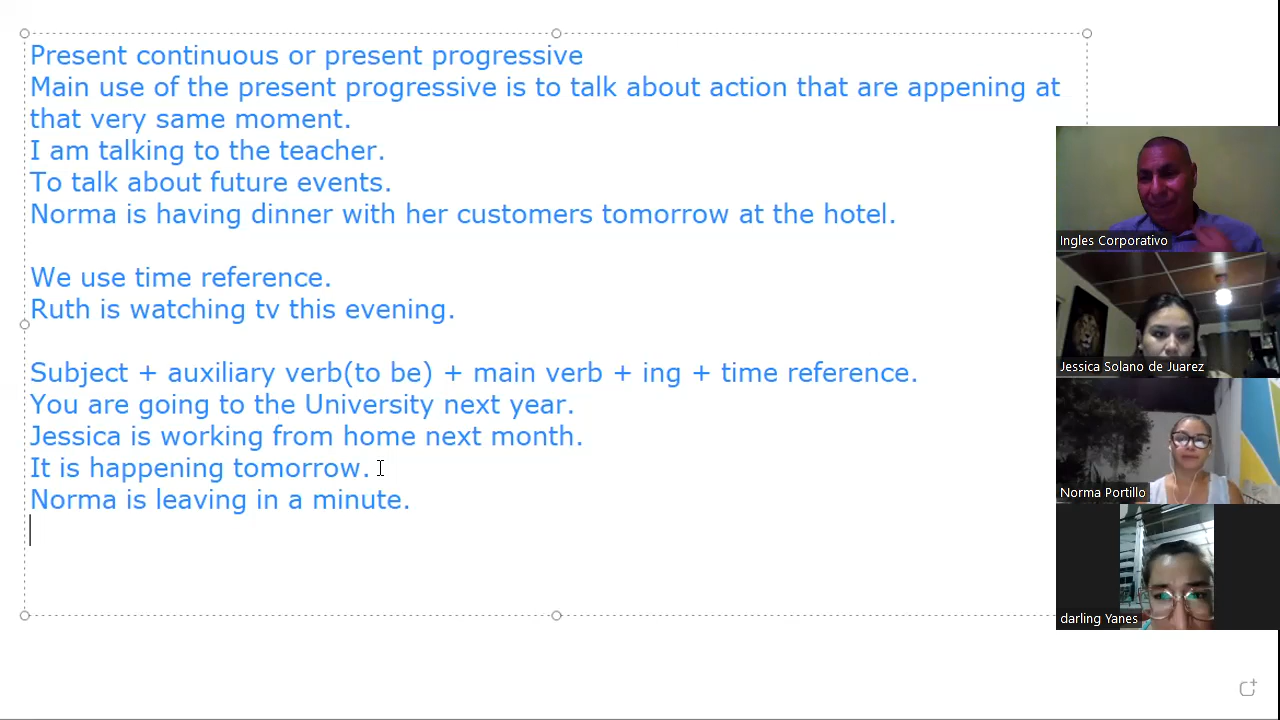 Present continuous or present progressive
Main use of the present progressive is to talk about action that are appening at
that very same moment.
I am talking to the teacher.
To talk about future events.
Norma is having dinner with her customers tomorrow at the hotel.
We use time reference.
Ruth is watching tv this evening.
Subject + auxiliary verb(to be) + main verb + ing + time reference.
You are going to the University next year.
Jessica is working from home next month.
It is happening tomorrow.
Norma is leaving in a minute.
Ingles Corporativo
Jessica Solano de Juarez
Norma Portillo
darling Yanes